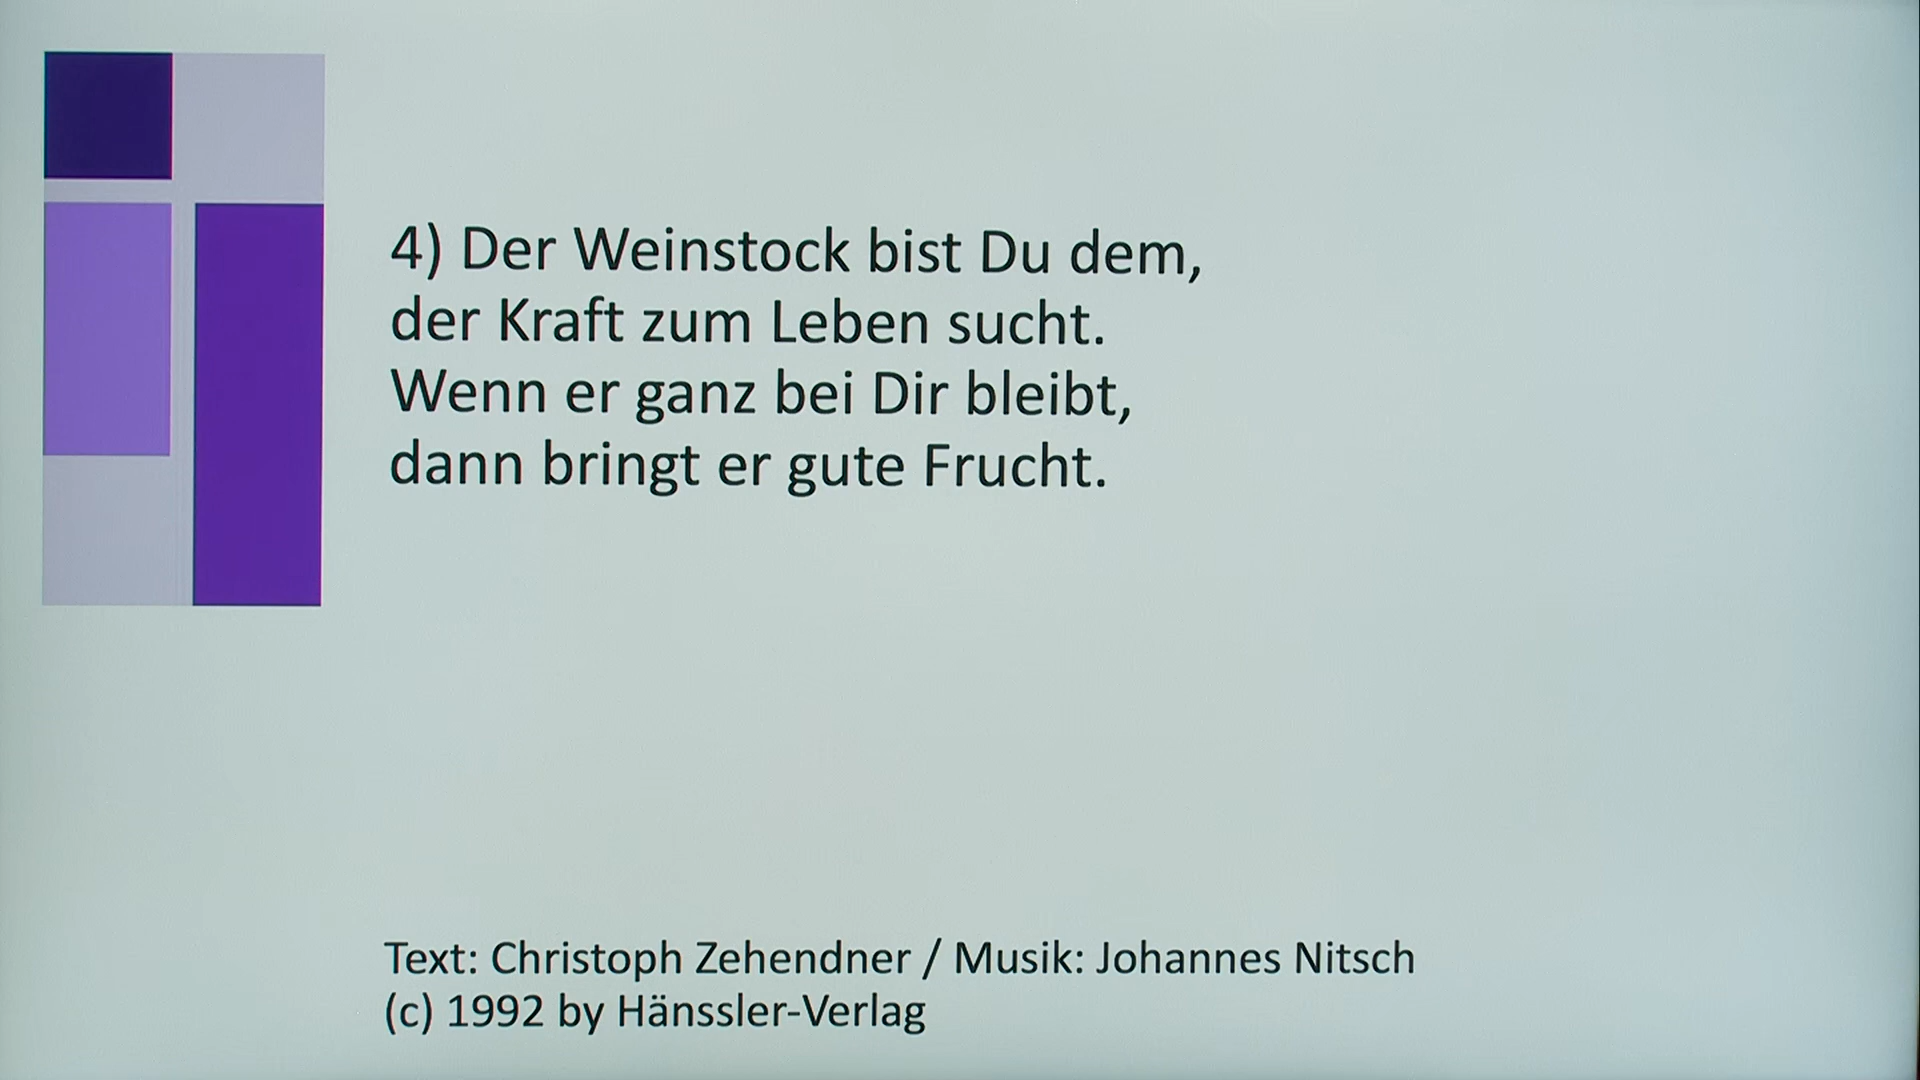 4) Der Weinstock bist Du dem,
der Kraft zum Leben sucht.
Wenn er ganz bei Dir bleibt,
dann bringt er gute Frucht.
Text: Christoph Zehendner / Musik: Johannes Nitsch
(c) 1992 by Hänssler-Verlag